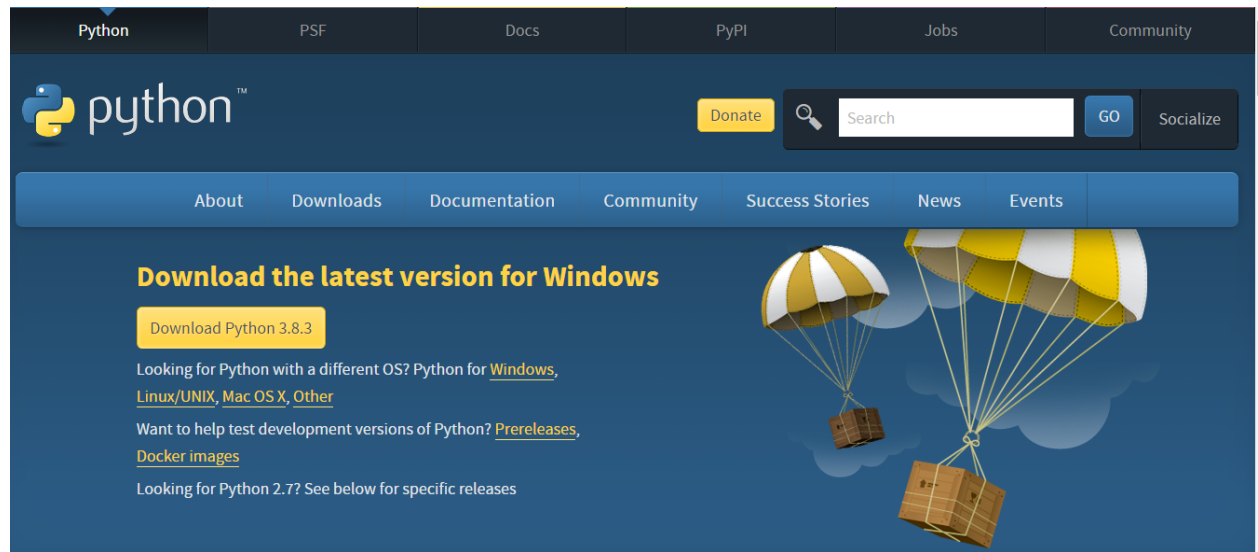 Python PSF Docs PyPI Jobs Community
python™
Donate Search GO Socialize
About Downloads Documentation Community Success Stories News Events
Download the latest version for Windows
Download Python 3.8.3
Looking for Python with a different OS? Python for Windows,
Linux/UNIX, Mac OS X, Other
Want to help test development versions of Python? Prereleases,
Docker images
Looking for Python 2.7? See below for specific releases